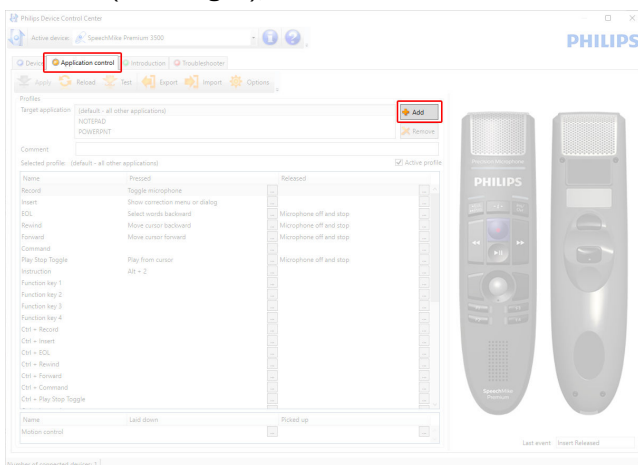 Philips Device Control Center
Active device: SpeechMike Premium 3500
PHILIPS
Device Application control Introduction Troubleshooter
Apply Reload Test Export Import Options
Profiles
Target application (default - all other applications)
NOTEPAD
POWERPNT
Add
Remove
Comment
Selected profile: (default - all other applications) Active profile
Name Pressed Released
Record Toggle microphone ... ...
Insert Show correction menu or dialog ... ...
EOL Select words backward ... Microphone off and stop ...
Rewind Move cursor backward ... Microphone off and stop ...
Forward Move cursor forward ... Microphone off and stop ...
Command ... ...
Play Stop Toggle Play from cursor ... Microphone off and stop ...
Instruction Alt + Z ... ...
Function key 1 ... ...
Function key 2 ... ...
Function key 3 ... ...
Function key 4 ... ...
Ctrl + Record ... ...
Ctrl + Insert ... ...
Ctrl + EOL ... ...
Ctrl + Rewind ... ...
Ctrl + Forward ... ...
Ctrl + Command ... ...
Ctrl + Play Stop Toggle ... ...
Name Laid down Picked up
Motion control ... ...
PHILIPS
SpeechMike
Premium
Last event Insert Released
Number of connected devices: 1